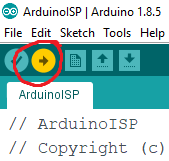 ArduinoISP | Arduino 1.8.5
File Edit Sketch Tools Help
ArduinoISP
// ArduinoISP
// Copyright (c)